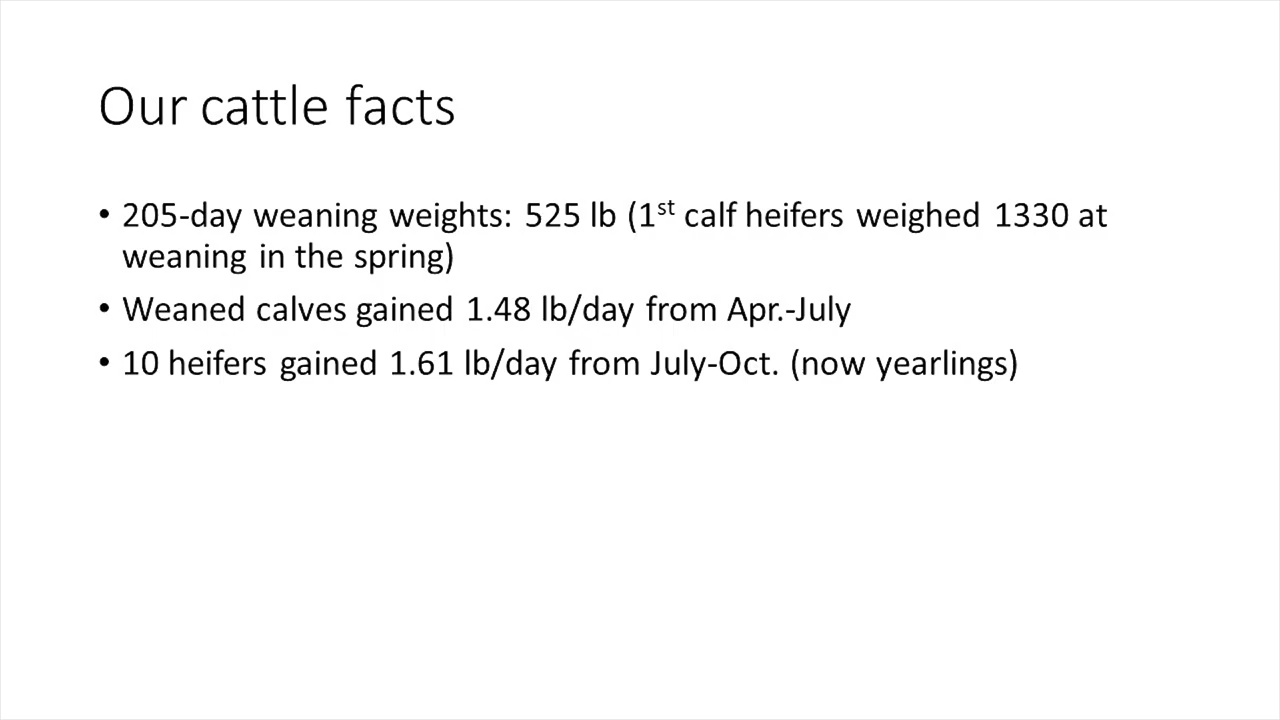 Our cattle facts
• 205-day weaning weights: 525 lb (1st calf heifers weighed 1330 at
weaning in the spring)
• Weaned calves gained 1.48 lb/day from Apr.-July
• 10 heifers gained 1.61 lb/day from July-Oct. (now yearlings)